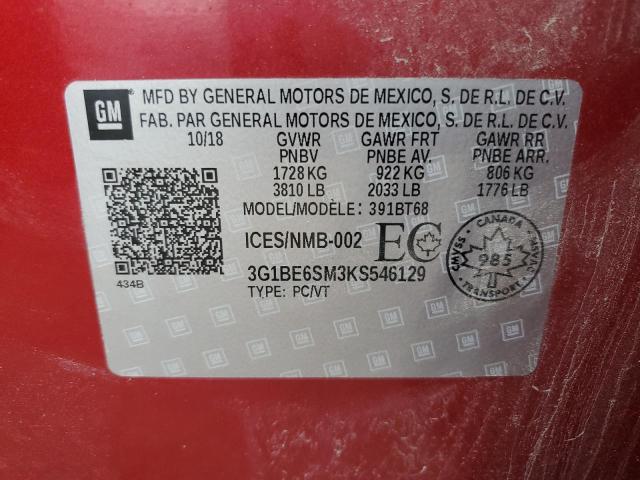 GM
MFD BY GENERAL MOTORS DE MEXICO, S. DE R.L. DE C.V.
FAB. PAR GENERAL MOTORS DE MEXICO, S. DE R.L. DE C.V.
10/18 GVWR GAWR FRT GAWR RR
PNBV PNBE AV. PNBE ARR.
1728 KG 922 KG 806 KG
3810 LB 2033 LB 1776 LB
MODEL/MODÈLE: 391BT68
ICES/NMB-002 EC
CANADA
CMVSS 985 NSVAC
3G1BE6SM3KS546129
434B TYPE: PC/VT